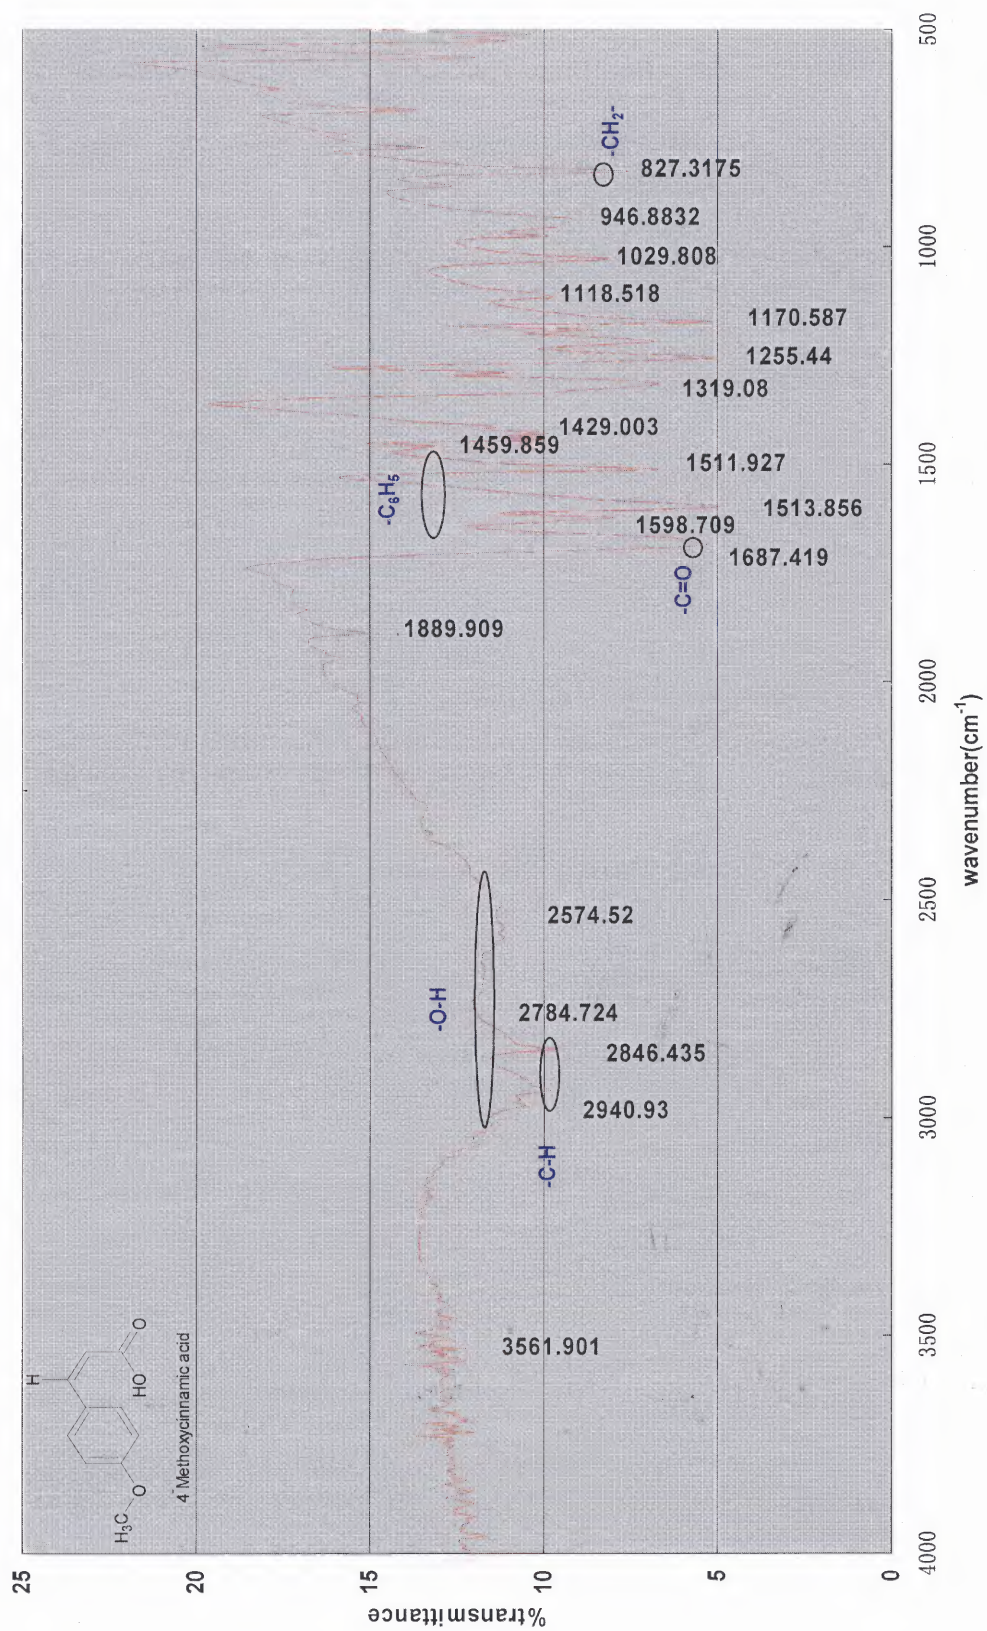 25
20
15
10
5
0
%transmittance
4000
3500
3000
2500
2000
1500
1000
500
wavenumber(cm⁻¹)
H₃C
O
H
HO
O
4-Methoxycinnamic acid
3561.901
-C-H
2940.93
2846.435
2784.724
-O-H
2574.52
1889.909
-C=O
1687.419
1598.709
1513.856
-C₆H₅
1511.927
1459.859
1429.003
1319.08
1255.44
1170.587
1118.518
1029.808
946.8832
827.3175
-CH₂-